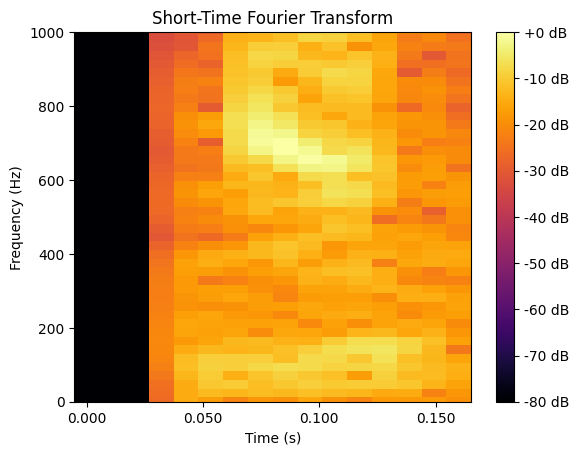 Short-Time Fourier Transform
1000
800
600
400
200
0
Frequency (Hz)
0.000
0.050
0.100
0.150
Time (s)
+0 dB
-10 dB
-20 dB
-30 dB
-40 dB
-50 dB
-60 dB
-70 dB
-80 dB